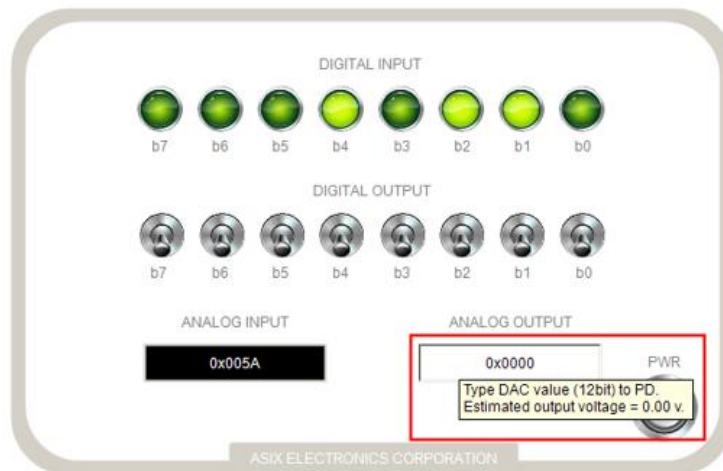 DIGITAL INPUT
b7 b6 b5 b4 b3 b2 b1 b0
DIGITAL OUTPUT
b7 b6 b5 b4 b3 b2 b1 b0
ANALOG INPUT ANALOG OUTPUT
0x005A 0x0000 PWR
Type DAC value (12bit) to PD.
Estimated output voltage = 0.00 v.
ASIX ELECTRONICS CORPORATION